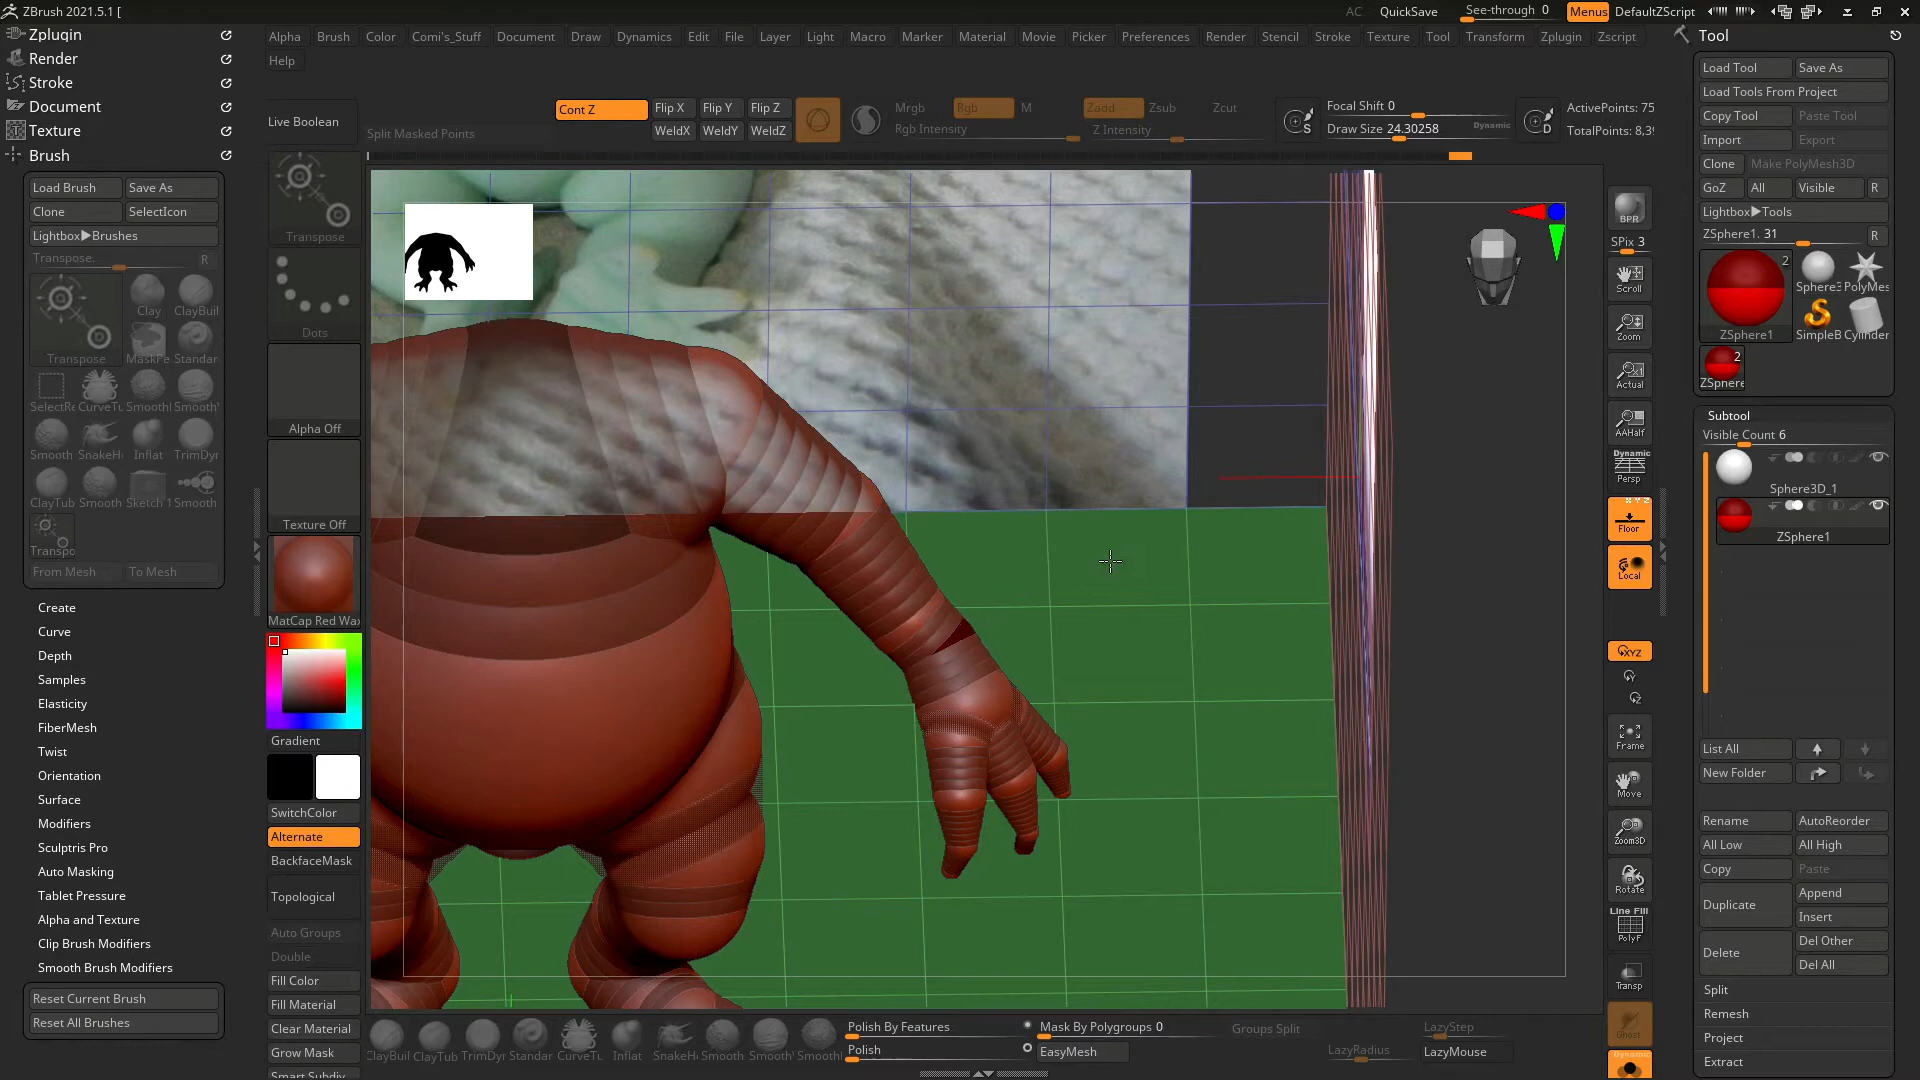 ZBrush 2021.5.1 [
AC
QuickSave
See-through 0
Menus
DefaultZScript
Zplugin
Render
Stroke
Document
Texture
Brush
Load Brush
Save As
Clone
SelectIcon
Lightbox▶Brushes
Transpose.
R
Clay
ClayBuil
Transpose
MaskPe
Standar
SelectRe
CurveTu
Smooth
SnakeHo
Inflat
TrimDyn
ClayTub
Smooth
Sketch 1
Smooth
Transpo
From Mesh
To Mesh
Create
Curve
Depth
Samples
Elasticity
FiberMesh
Twist
Orientation
Surface
Modifiers
Sculptris Pro
Auto Masking
Tablet Pressure
Alpha and Texture
Clip Brush Modifiers
Smooth Brush Modifiers
Reset Current Brush
Reset All Brushes
Alpha
Brush
Color
Comi's_Stuff
Document
Draw
Dynamics
Edit
File
Layer
Light
Macro
Marker
Material
Movie
Picker
Preferences
Render
Stencil
Stroke
Texture
Tool
Transform
Zplugin
Zscript
Help
Live Boolean
Split Masked Points
Cont Z
Flip X
Flip Y
Flip Z
WeldX
WeldY
WeldZ
Mrgb
Rgb
M
Rgb Intensity
Zadd
Zsub
Zcut
Z Intensity
S
Focal Shift 0
Draw Size 24.30258
Dynamic
D
ActivePoints: 75
TotalPoints: 8,3
Transpose
Dots
Alpha Off
Texture Off
MatCap Red Wax
Gradient
SwitchColor
Alternate
BackfaceMask
Topological
Auto Groups
Double
Fill Color
Fill Material
Clear Material
Grow Mask
Smart Subdiv
BPR
SPix 3
Scroll
Zoom
Actual
AAHalf
Dynamic
Persp
X Y Z
Floor
Local
XYZ
Frame
Move
Zoom3D
Rotate
Line Fill
PolyF
Transp
Ghost
Dynamic
ClayBuil
ClayTub
TrimDyn
Standar
CurveTu
Inflat
SnakeHo
Smooth
Polish By Features
Polish
Mask By Polygroups 0
EasyMesh
Groups Split
LazyRadius
LazyStep
LazyMouse
Tool
Load Tool
Save As
Load Tools From Project
Copy Tool
Paste Tool
Import
Export
Clone
Make PolyMesh3D
GoZ
All
Visible
R
Lightbox▶Tools
ZSphere1. 31
R
2
ZSphere1
PolyMes
SimpleB
Cylinder
2
ZSphere
Subtool
Visible Count 6
Sphere3D_1
ZSphere1
List All
New Folder
Rename
AutoReorder
All Low
All High
Copy
Paste
Duplicate
Append
Insert
Delete
Del Other
Del All
Split
Remesh
Project
Extract